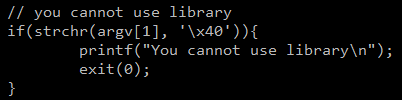 // you cannot use library
if(strchr(argv[1], '\x40')){
        printf("You cannot use library\n");
        exit(0);
}